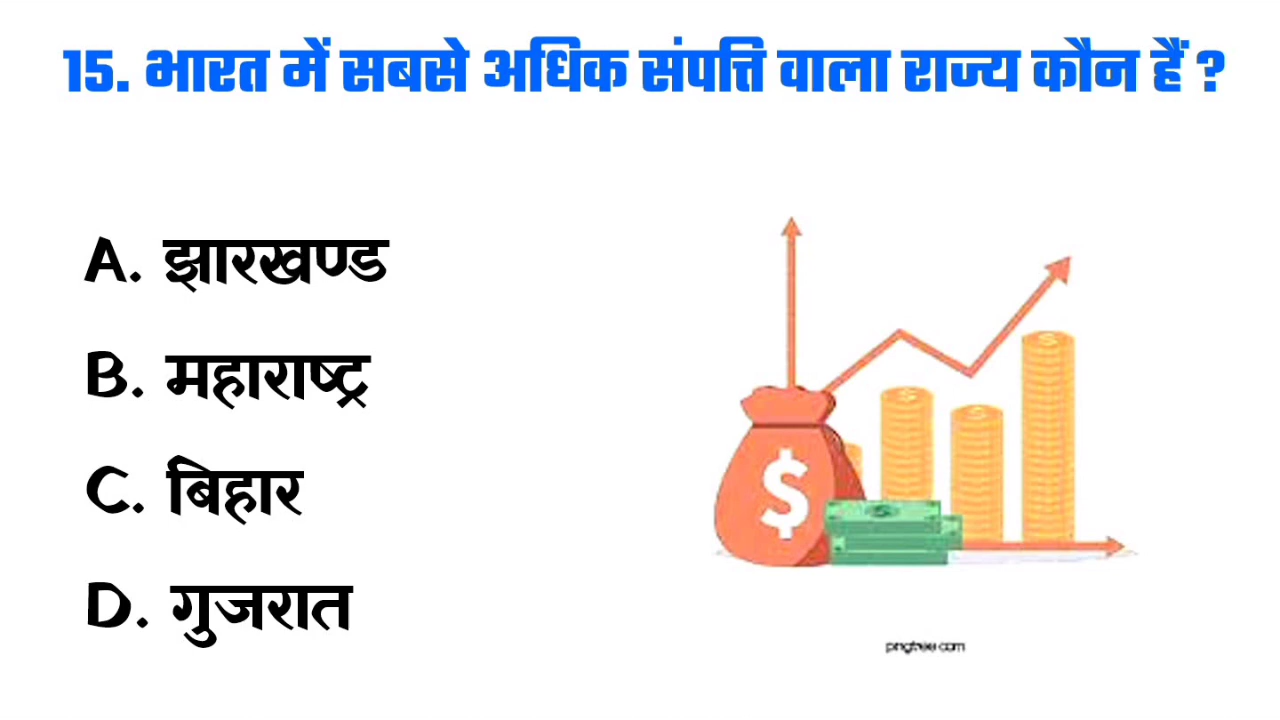 15. भारत में सबसे अधिक संपत्ति वाला राज्य कौन हैं ?
A. झारखण्ड
B. महाराष्ट्र
C. बिहार
D. गुजरात
$
pngtree.com